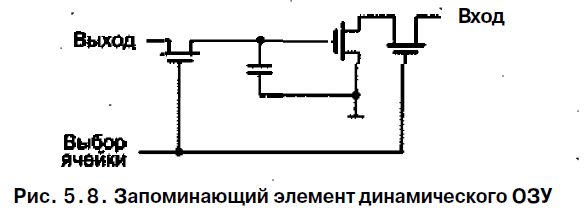 Вход
Выход
Выбор
ячейки
Рис. 5.8. Запоминающий элемент динамического ОЗУ